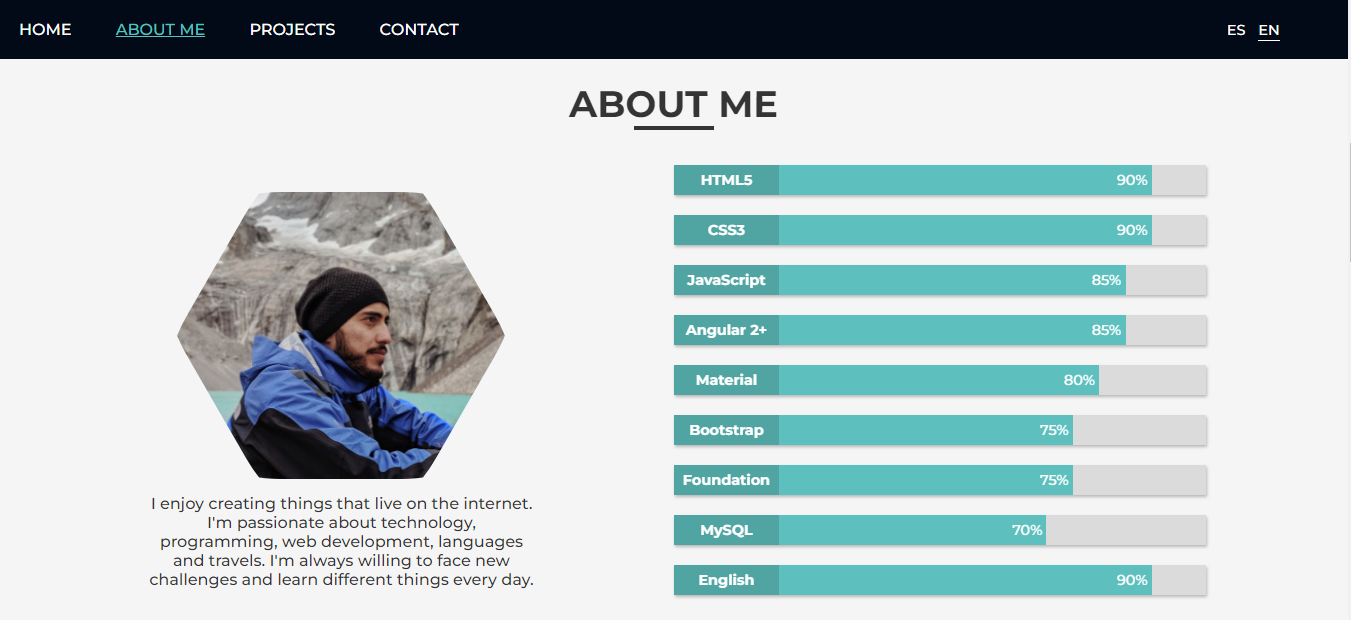 HOME ABOUT ME PROJECTS CONTACT ES EN
ABOUT ME
I enjoy creating things that live on the internet.
I'm passionate about technology,
programming, web development, languages
and travels. I'm always willing to face new
challenges and learn different things every day.
HTML5 90%
CSS3 90%
JavaScript 85%
Angular 2+ 85%
Material 80%
Bootstrap 75%
Foundation 75%
MySQL 70%
English 90%